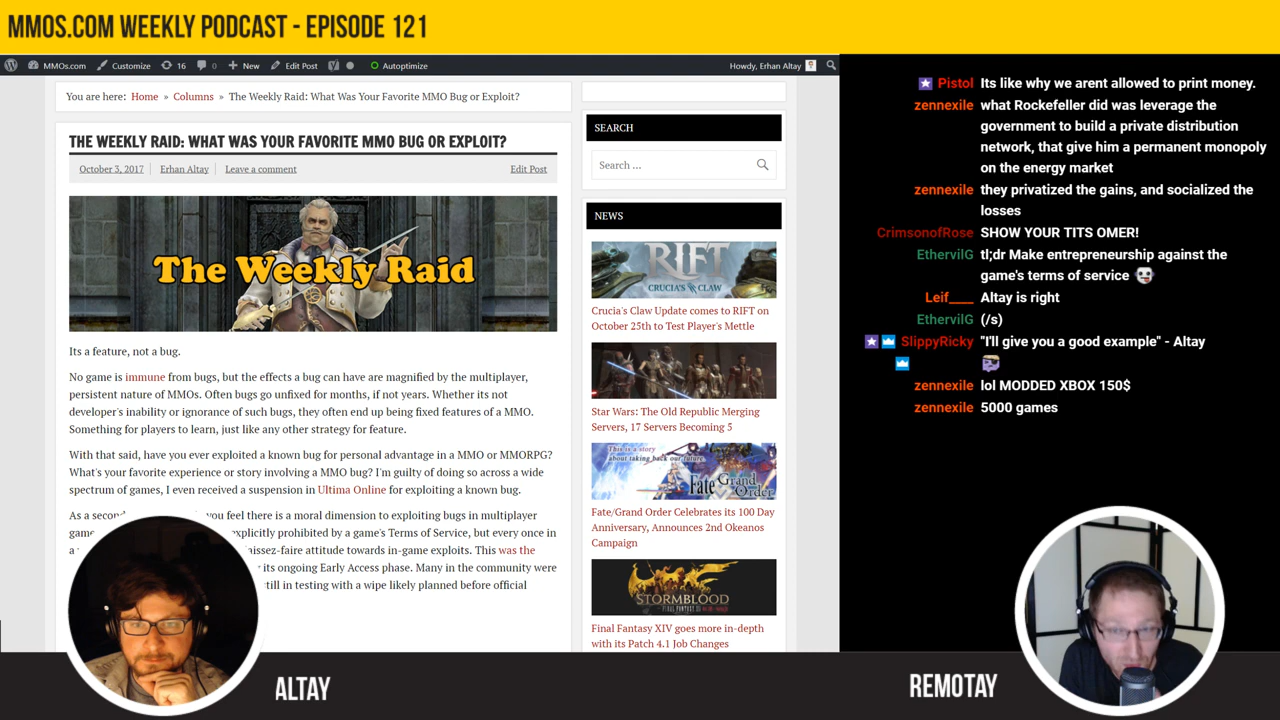 MMOS.COM WEEKLY PODCAST - EPISODE 121
MMOs.com Customize 16 0 New Edit Post Autoptimize Howdy, Erhan Altay
You are here: Home » Columns » The Weekly Raid: What Was Your Favorite MMO Bug or Exploit?
THE WEEKLY RAID: WHAT WAS YOUR FAVORITE MMO BUG OR EXPLOIT?
October 3, 2017 Erhan Altay Leave a comment Edit Post
The Weekly Raid
Its a feature, not a bug.
No game is immune from bugs, but the effects a bug can have are magnified by the multiplayer,
persistent nature of MMOs. Often bugs go unfixed for months, if not years. Whether its not
developer's inability or ignorance of such bugs, they often end up being fixed features of a MMO.
Something for players to learn, just like any other strategy for feature.
With that said, have you ever exploited a known bug for personal advantage in a MMO or MMORPG?
What's your favorite experience or story involving a MMO bug? I'm guilty of doing so across a wide
spectrum of games, I even received a suspension in Ultima Online for exploiting a known bug.
As a second you feel there is a moral dimension to exploiting bugs in multiplayer
game explicitly prohibited by a game's Terms of Service, but every once in
a aissez-faire attitude towards in-game exploits. This was the
its ongoing Early Access phase. Many in the community were
still in testing with a wipe likely planned before official
SEARCH
Search ...
NEWS
RIFT
CRUCIA'S CLAW
Crucia's Claw Update comes to RIFT on
October 25th to Test Player's Mettle
Star Wars: The Old Republic Merging
Servers, 17 Servers Becoming 5
This is a story
about taking back our future.
Fate Grand Order
Fate/Grand Order Celebrates its 100 Day
Anniversary, Announces 2nd Okeanos
Campaign
STORMBLOOD
FINAL FANTASY XIV
Final Fantasy XIV goes more in-depth
with its Patch 4.1 Job Changes
Pistol Its like why we arent allowed to print money.
zennexile what Rockefeller did was leverage the
government to build a private distribution
network, that give him a permanent monopoly
on the energy market
zennexile they privatized the gains, and socialized the
losses
CrimsonofRose SHOW YOUR TITS OMER!
EthervilG tl;dr Make entrepreneurship against the
game's terms of service
Leif____ Altay is right
EthervilG (/s)
SlippyRicky "I'll give you a good example" - Altay
zennexile lol MODDED XBOX 150$
zennexile 5000 games
ALTAY
REMOTAY